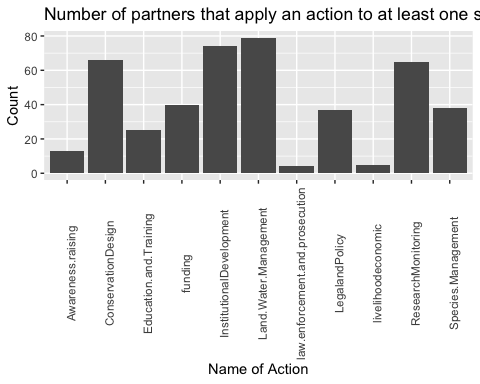 Number of partners that apply an action to at least one s
Count
80
60
40
20
0
Awareness.raising
ConservationDesign
Education.and.Training
funding
InstitutionalDevelopment
Land.Water.Management
law.enforcement.and.prosecution
LegalandPolicy
livelihoodeconomic
ResearchMonitoring
Species.Management
Name of Action